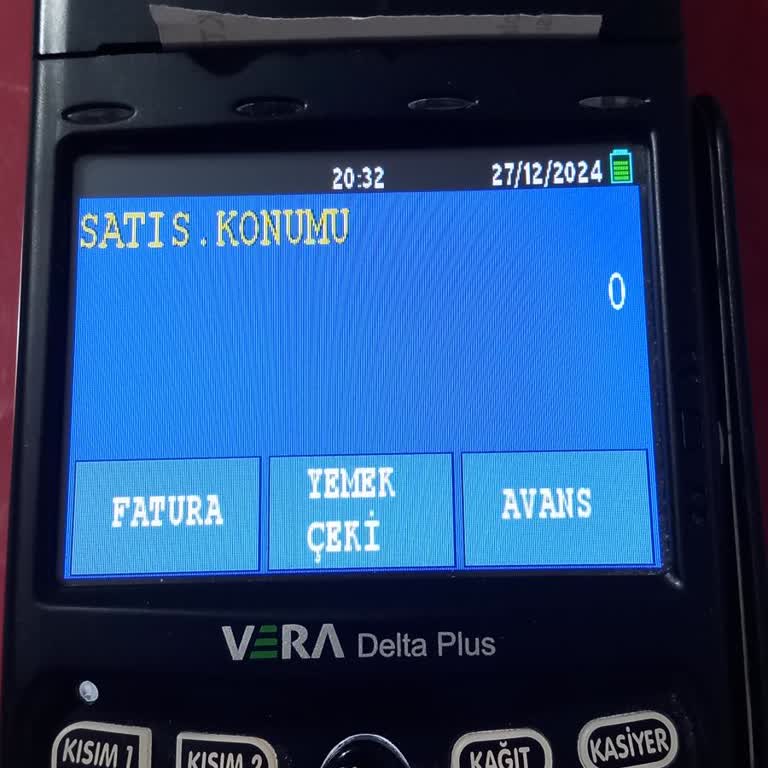 20:32 27/12/2024
SATIS.KONUMU
0
FATURA
YEMEK
ÇEKİ
AVANS
VERA Delta Plus
KISIM 1 KISIM 2 KAĞIT KASİYER